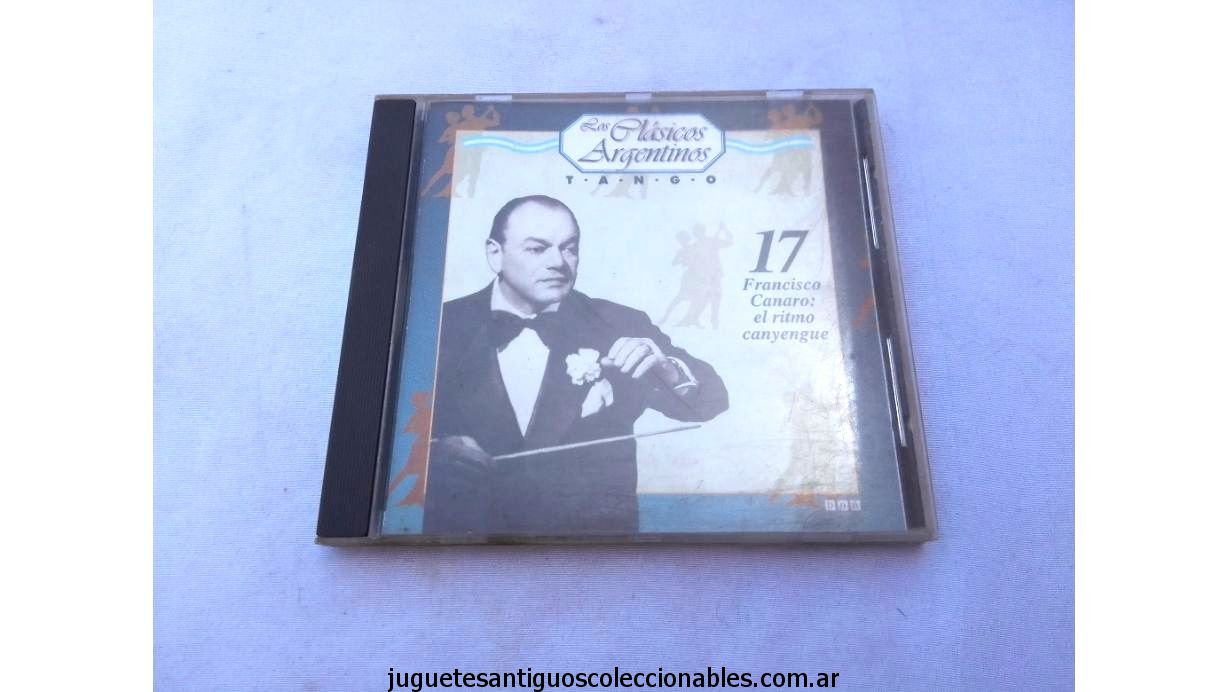 Los
Clásicos
Argentinos
T·A·N·G·O
17
Francisco
Canaro:
el ritmo
canyengue
juguetesantiguoscoleccionables.com.ar